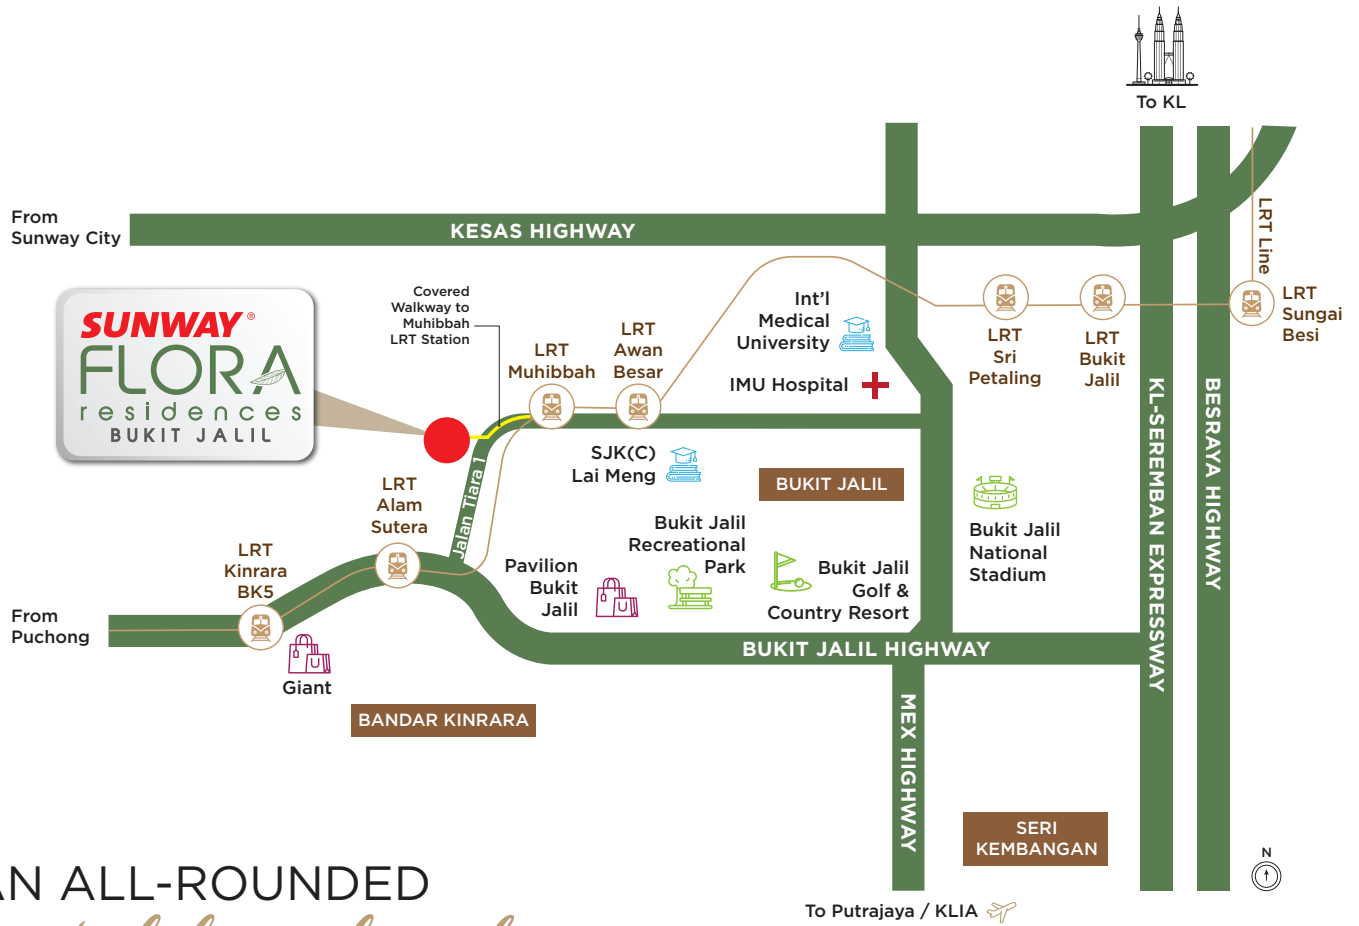 To KL
From
Sunway City
KESAS HIGHWAY
LRT Line
SUNWAY®
FLORA
residences
BUKIT JALIL
Covered
Walkway to
Muhibbah
LRT Station
LRT
Muhibbah
LRT
Awan
Besar
Int'l
Medical
University
IMU Hospital
LRT
Sri
Petaling
LRT
Bukit
Jalil
LRT
Sungai
Besi
KL-SEREMBAN EXPRESSWAY
BESRAYA HIGHWAY
Jalan Tiara 1
SJK(C)
Lai Meng
BUKIT JALIL
LRT
Alam
Sutera
LRT
Kinrara
BK5
Pavilion
Bukit
Jalil
Bukit Jalil
Recreational
Park
Bukit Jalil
Golf &
Country Resort
Bukit Jalil
National
Stadium
From
Puchong
Giant
BUKIT JALIL HIGHWAY
BANDAR KINRARA
MEX HIGHWAY
SERI
KEMBANGAN
N
To Putrajaya / KLIA
AN ALL-ROUNDED